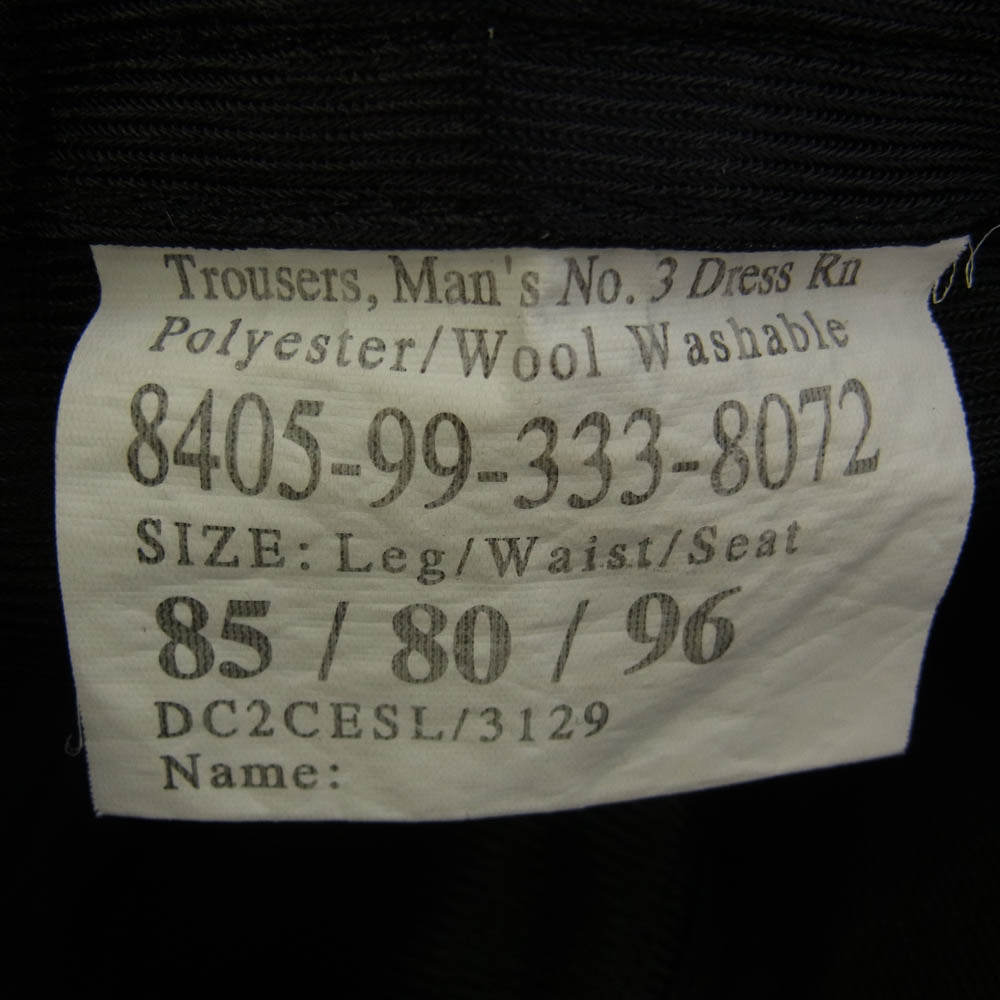 Trousers, Man's No. 3 Dress Rn
Polyester/Wool Washable
8405-99-333-8072
SIZE: Leg/Waist/Seat
85 / 80 / 96
DC2CESL/3129
Name: